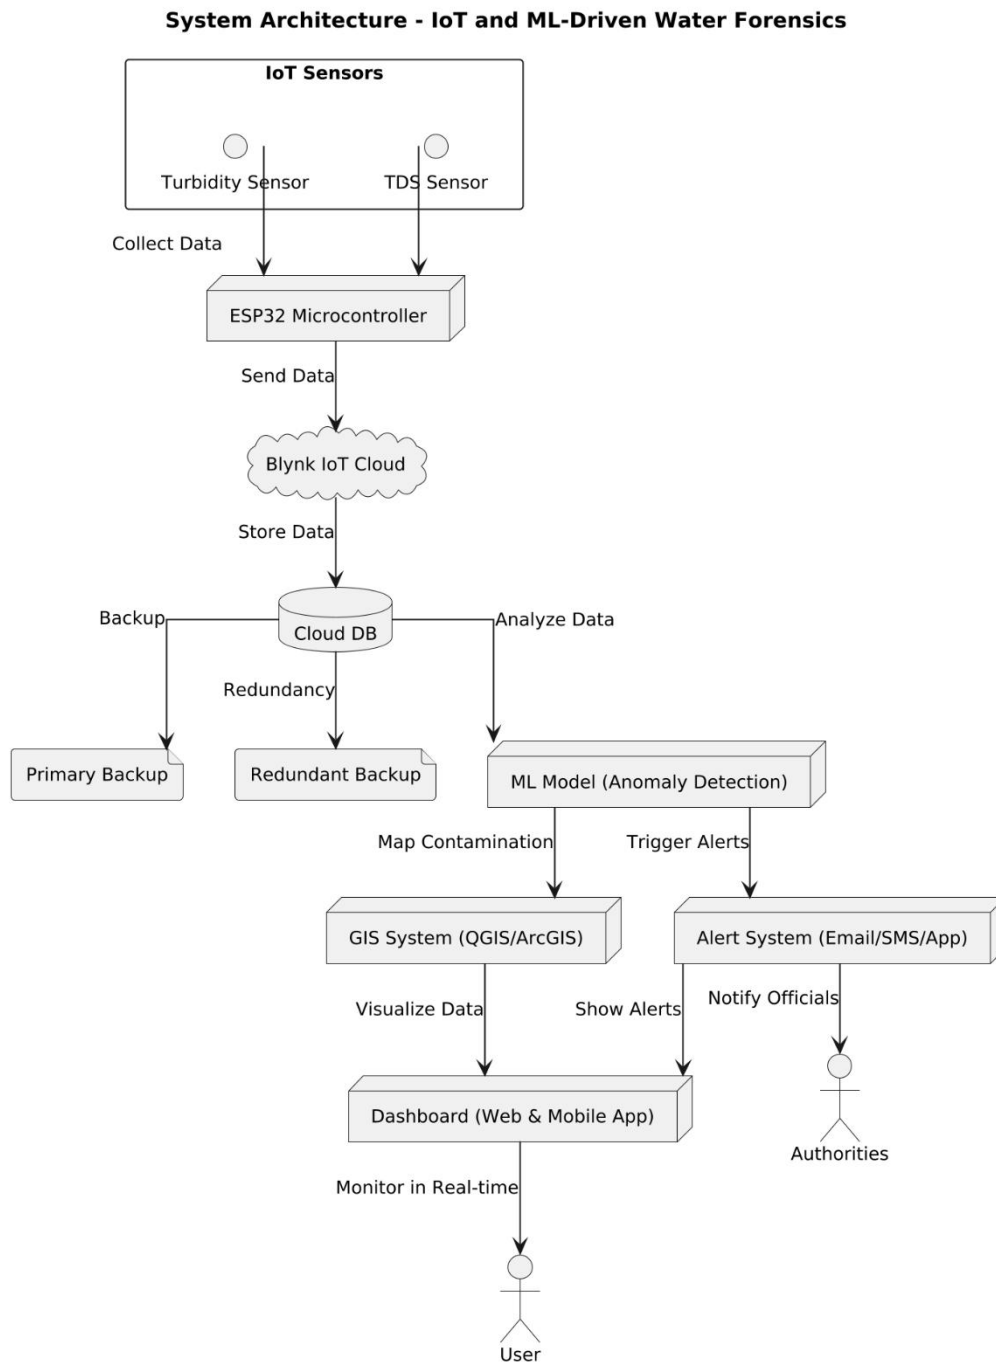 System Architecture - IoT and ML-Driven Water Forensics
IoT Sensors
Turbidity Sensor
TDS Sensor
Collect Data
ESP32 Microcontroller
Send Data
Blynk IoT Cloud
Store Data
Backup
Cloud DB
Analyze Data
Redundancy
Primary Backup
Redundant Backup
ML Model (Anomaly Detection)
Map Contamination
Trigger Alerts
GIS System (QGIS/ArcGIS)
Alert System (Email/SMS/App)
Visualize Data
Show Alerts
Notify Officials
Dashboard (Web & Mobile App)
Authorities
Monitor in Real-time
User